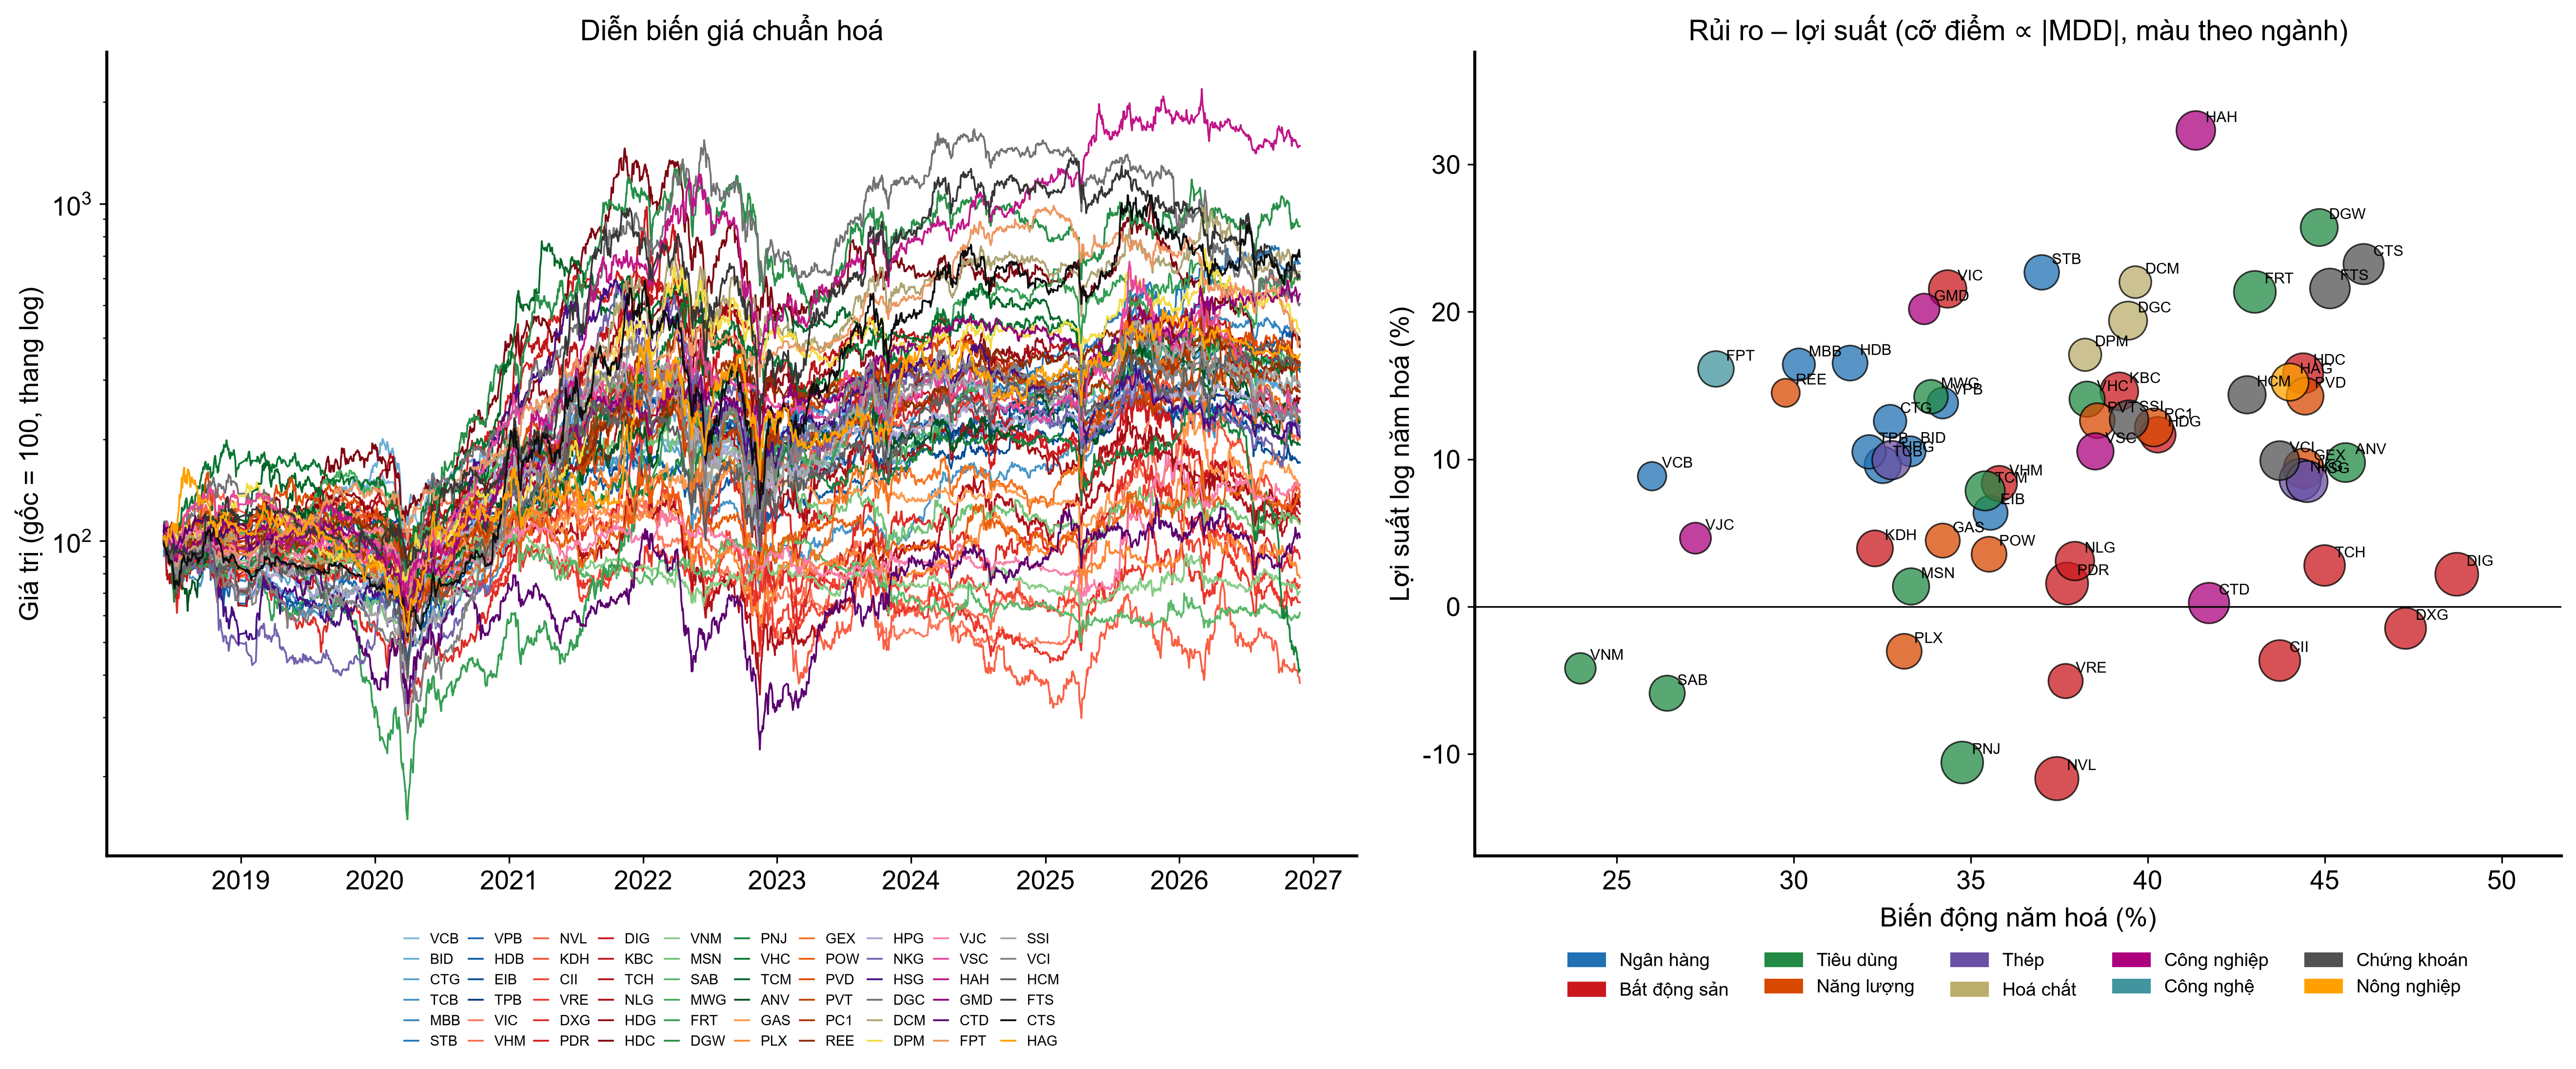 Diễn biến giá chuẩn hoá
Giá trị (gốc = 100, thang log)
10³
10²
2019 2020 2021 2022 2023 2024 2025 2026 2027
VCB VPB NVL DIG VNM PNJ GEX HPG VJC SSI
BID HDB KDH KBC MSN VHC POW NKG VSC VCI
CTG EIB CII TCH SAB TCM PVD HSG HAH HCM
TCB TPB VRE NLG MWG ANV PVT DGC GMD FTS
MBB VIC DXG HDG FRT GAS PC1 DCM CTD CTS
STB VHM PDR HDC DGW PLX REE DPM FPT HAG
Rủi ro – lợi suất (cỡ điểm ∝ |MDD|, màu theo ngành)
Lợi suất log năm hoá (%)
30
20
10
0
-10
HAH
DGW
CTS
STB
DCM
FTS
VIC
FRT
GMD
DGC
DPM
FPT
MBB
HDB
HDC
HAG
REE
KBC
HCM
PVD
MWG
VPB
VHC
CTG
PVT
SSI
PC1
HDG
TPB
BID
HPG
TCB
VSC
VCI
ANV
GEX
NKG
HSG
VCB
VHM
TCM
EIB
VJC
KDH
GAS
POW
NLG
TCH
DIG
MSN
PDR
CTD
DXG
PLX
CII
VNM
SAB
VRE
PNJ
NVL
25 30 35 40 45 50
Biến động năm hoá (%)
Ngân hàng Tiêu dùng Thép Công nghiệp Chứng khoán
Bất động sản Năng lượng Hoá chất Công nghệ Nông nghiệp